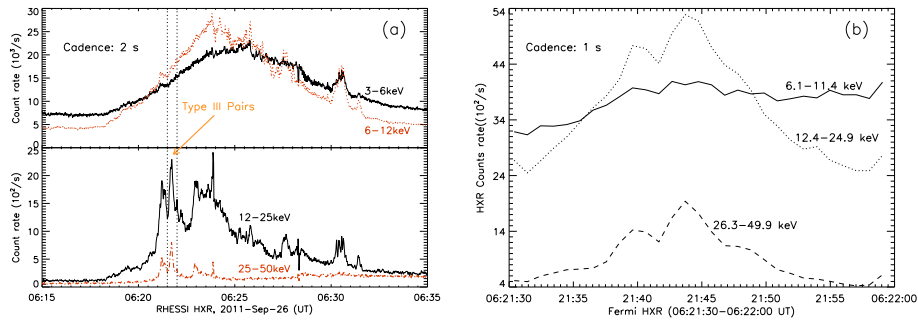 (a)
Cadence: 2 s
30
25
20
15
10
5
0
Count rate (10³/s)
3−6keV
6−12keV
Type III Pairs
25
20
15
10
5
0
Count rate (10²/s)
12−25keV
25−50keV
06:15
06:20
06:25
06:30
06:35
RHESSI HXR, 2011−Sep−26 (UT)
(b)
Cadence: 1 s
54
44
34
24
14
4
HXR Counts rate((10²/s)
6.1−11.4 keV
12.4−24.9 keV
26.3−49.9 keV
06:21:30
21:35
21:40
21:45
21:50
21:55
06:22:00
Fermi HXR (06:21:30−06:22:00 UT)